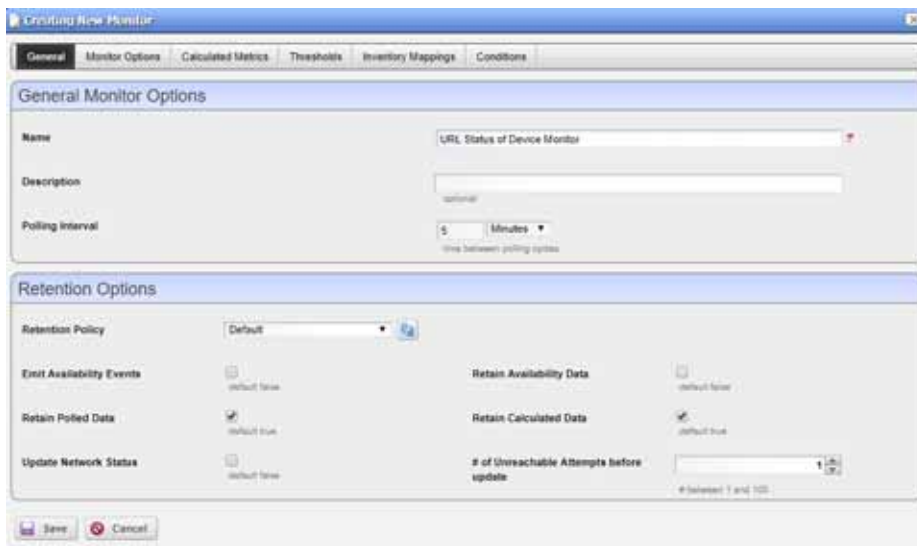 Creating New Monitor
General Monitor Options Calculated Metrics Thresholds Inventory Mappings Conditions
General Monitor Options
Name URL Status of Device Monitor *
Description
optional
Polling Interval 5 Minutes
time between polling cycles
Retention Options
Retention Policy Default
Emit Availability Events Retain Availability Data
default false default false
Retain Polled Data Retain Calculated Data
default true default true
Update Network Status # of Unreachable Attempts before update 1
default false # between 1 and 100
Save Cancel